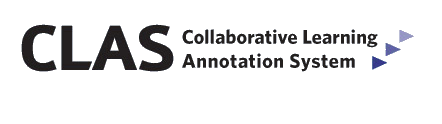 CLAS
Collaborative Learning
Annotation System